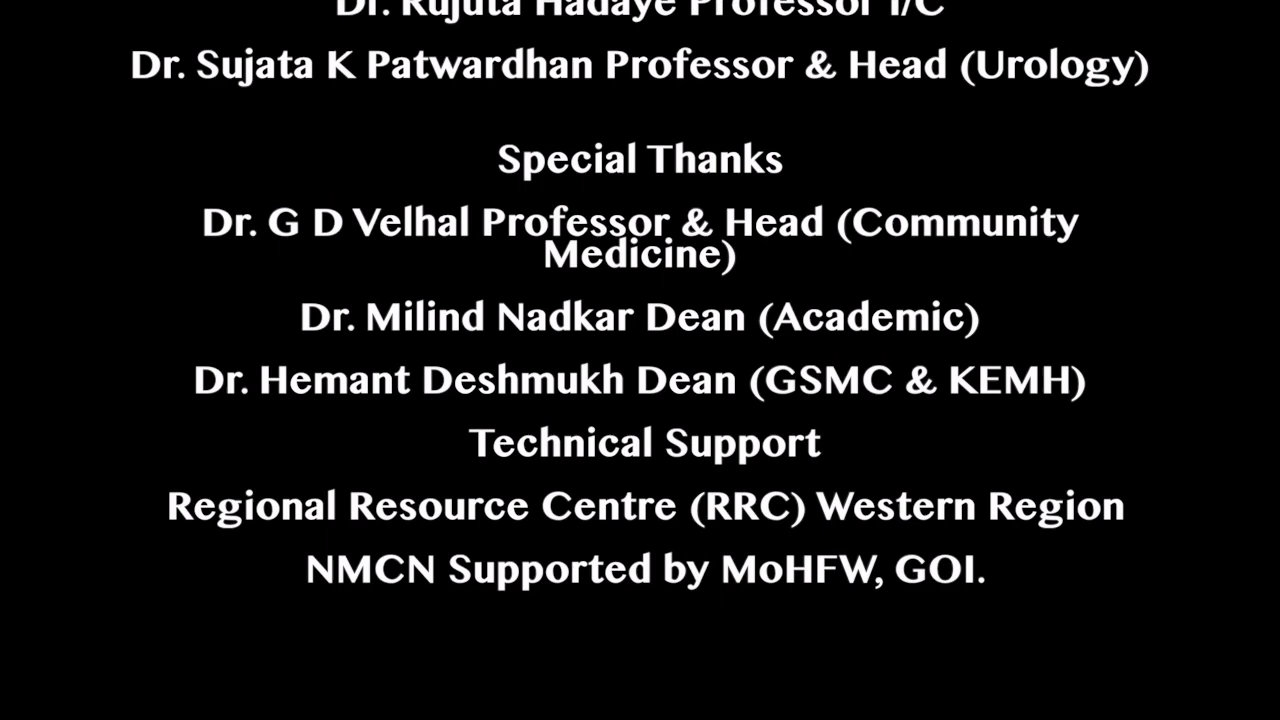 Dr. Rujuta Hadaye Professor I/C
Dr. Sujata K Patwardhan Professor & Head (Urology)
Special Thanks
Dr. G D Velhal Professor & Head (Community
Medicine)
Dr. Milind Nadkar Dean (Academic)
Dr. Hemant Deshmukh Dean (GSMC & KEMH)
Technical Support
Regional Resource Centre (RRC) Western Region
NMCN Supported by MoHFW, GOI.